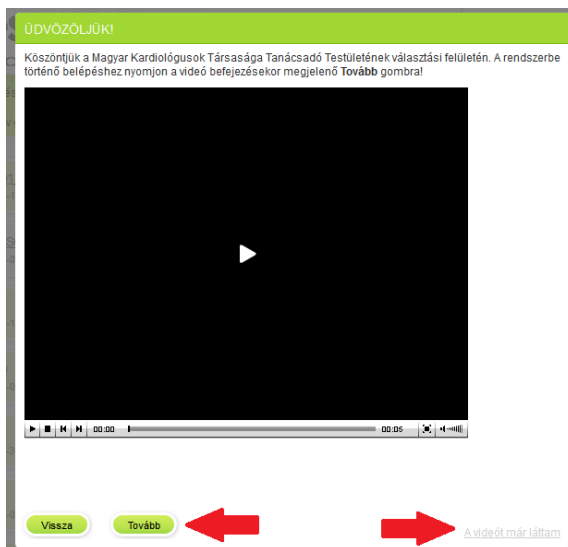 ÜDVÖZÖLJÜK!
Köszöntjük a Magyar Kardiológusok Társasága Tanácsadó Testületének választási felületén. A rendszerbe
történő belépéshez nyomjon a videó befejezésekor megjelenő Tovább gombra!
00:00 00:05
Vissza Tovább
A videót már láttam